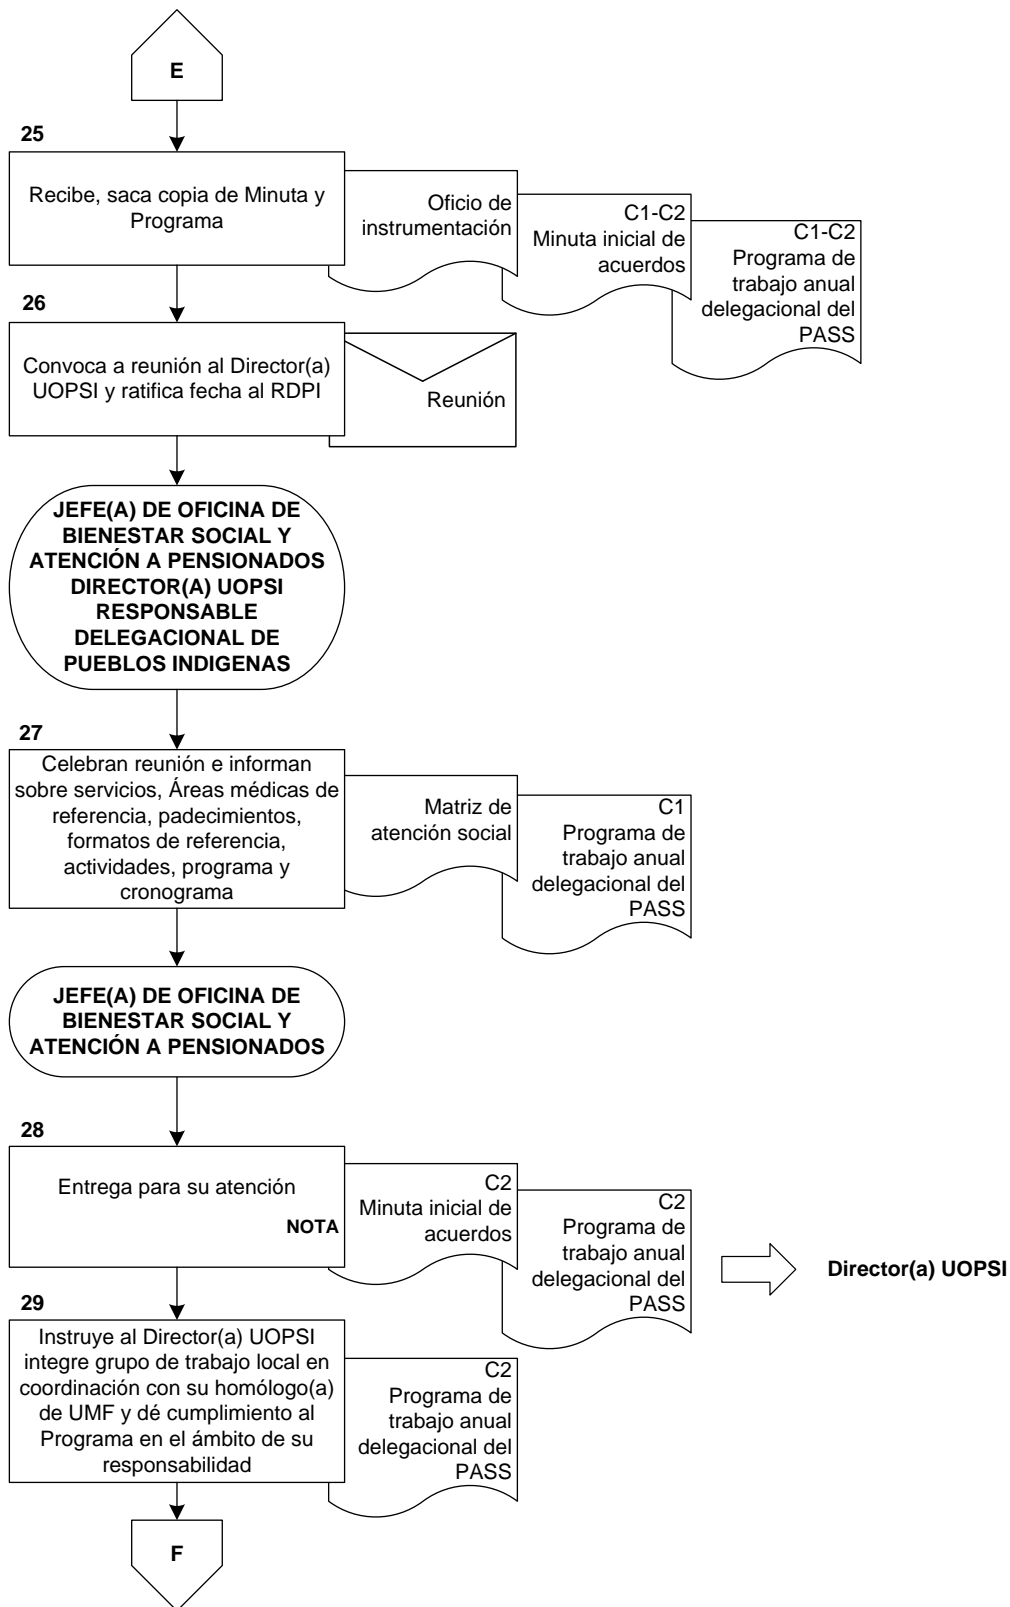 E
25
Recibe, saca copia de Minuta y
Programa
Oficio de
instrumentación
C1-C2
Minuta inicial de
acuerdos
C1-C2
Programa de
trabajo anual
delegacional del
PASS
26
Convoca a reunión al Director(a)
UOPSI y ratifica fecha al RDPI
Reunión
JEFE(A) DE OFICINA DE
BIENESTAR SOCIAL Y
ATENCIÓN A PENSIONADOS
DIRECTOR(A) UOPSI
RESPONSABLE
DELEGACIONAL DE
PUEBLOS INDIGENAS
27
Celebran reunión e informan
sobre servicios, Áreas médicas de
referencia, padecimientos,
formatos de referencia,
actividades, programa y
cronograma
Matriz de
atención social
C1
Programa de
trabajo anual
delegacional del
PASS
JEFE(A) DE OFICINA DE
BIENESTAR SOCIAL Y
ATENCIÓN A PENSIONADOS
28
Entrega para su atención
NOTA
C2
Minuta inicial de
acuerdos
C2
Programa de
trabajo anual
delegacional del
PASS
Director(a) UOPSI
29
Instruye al Director(a) UOPSI
integre grupo de trabajo local en
coordinación con su homólogo(a)
de UMF y dé cumplimiento al
Programa en el ámbito de su
responsabilidad
C2
Programa de
trabajo anual
delegacional del
PASS
F